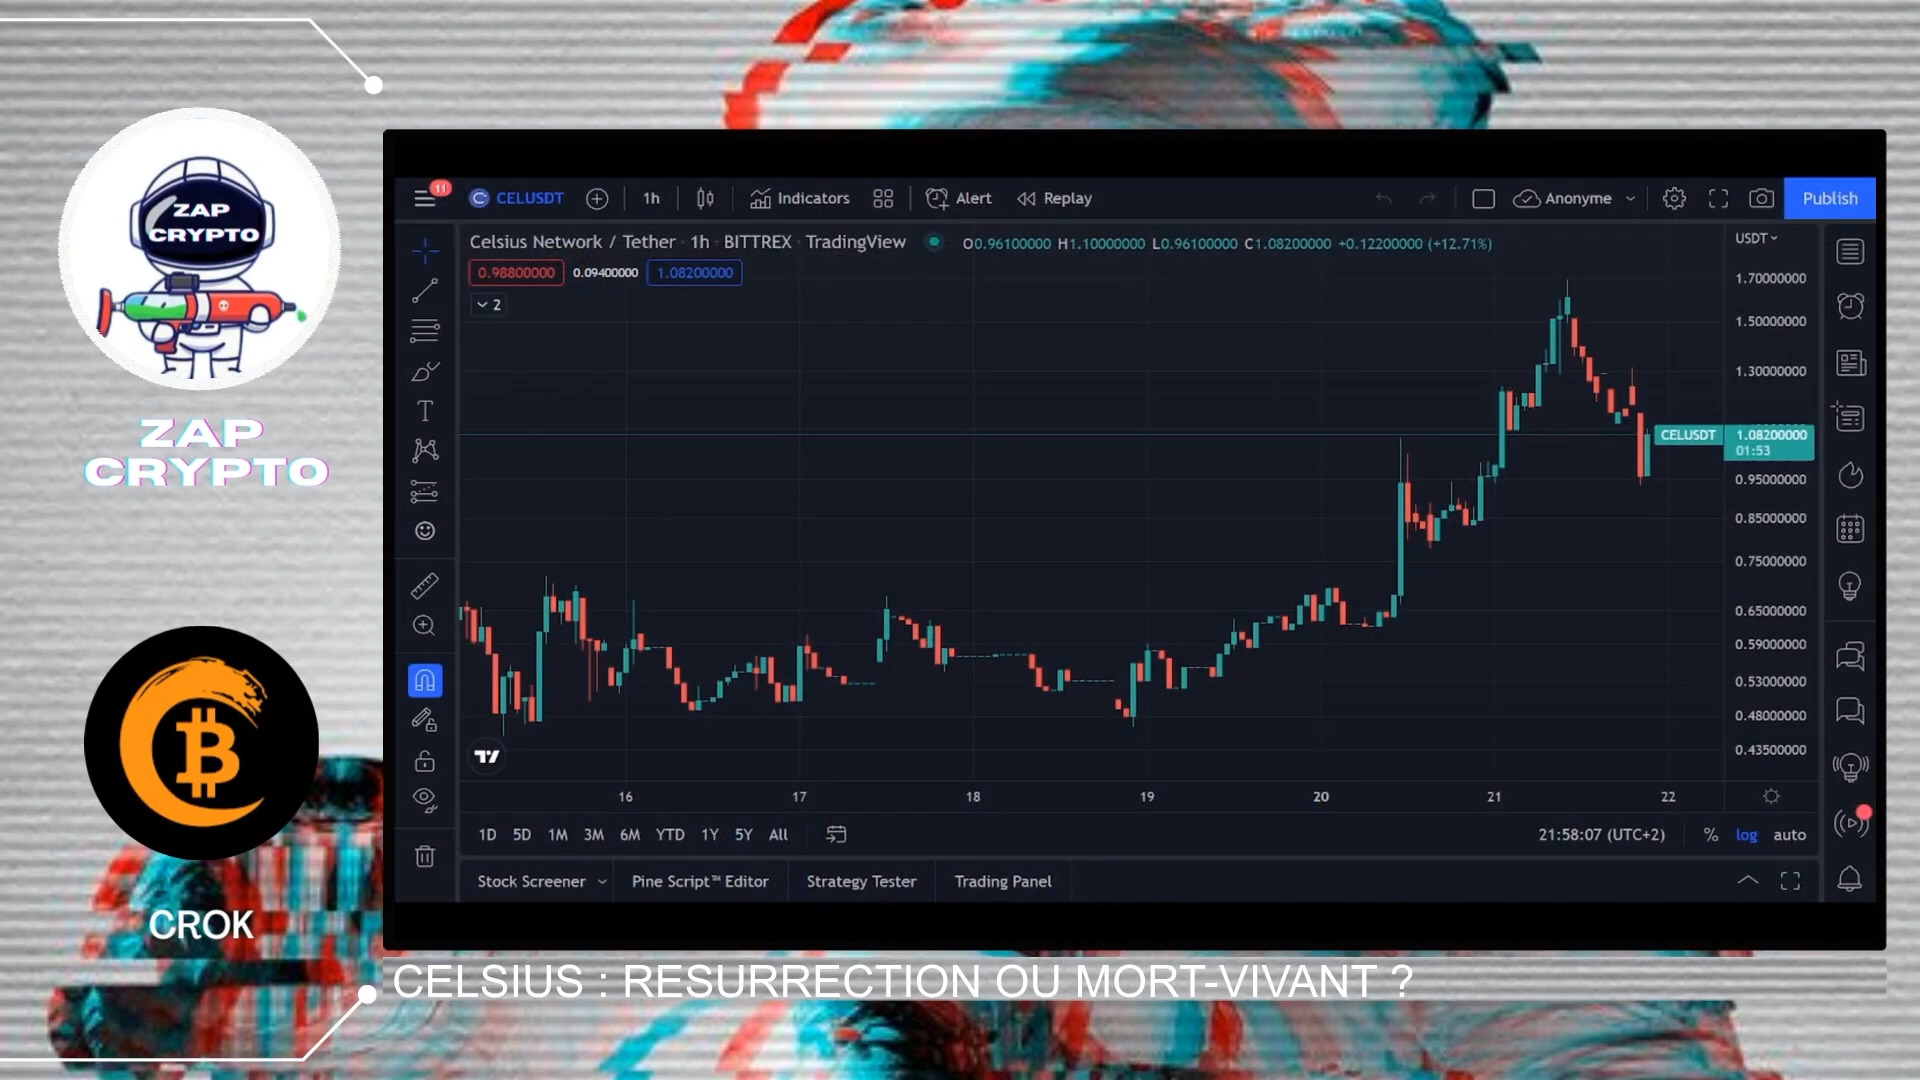 ZAP
CRYPTO
ZAP
CRYPTO
CROK
11
CELUSDT
1h
Indicators
Alert
Replay
Anonyme
Publish
Celsius Network / Tether · 1h · BITTREX · TradingView
O0.96100000 H1.10000000 L0.96100000 C1.08200000 +0.12200000 (+12.71%)
0.98800000 0.09400000 1.08200000
2
USDT
1.70000000
1.50000000
1.30000000
CELUSDT 1.08200000
01:53
0.95000000
0.85000000
0.75000000
0.65000000
0.59000000
0.53000000
0.48000000
0.43500000
16 17 18 19 20 21 22
1D 5D 1M 3M 6M YTD 1Y 5Y All
21:58:07 (UTC+2) % log auto
Stock Screener Pine Script™ Editor Strategy Tester Trading Panel
CELSIUS : RESURRECTION OU MORT-VIVANT ?